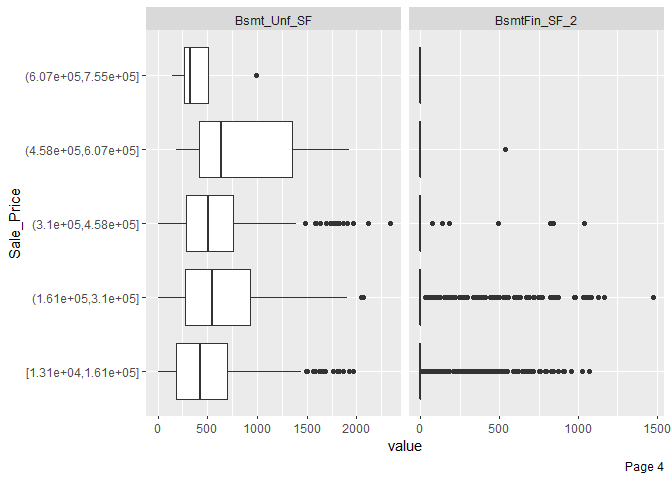 Bsmt_Unf_SF
BsmtFin_SF_2
Sale_Price
(6.07e+05,7.55e+05]
(4.58e+05,6.07e+05]
(3.1e+05,4.58e+05]
(1.61e+05,3.1e+05]
[1.31e+04,1.61e+05]
0 500 1000 1500 2000
0 500 1000 1500
value
Page 4